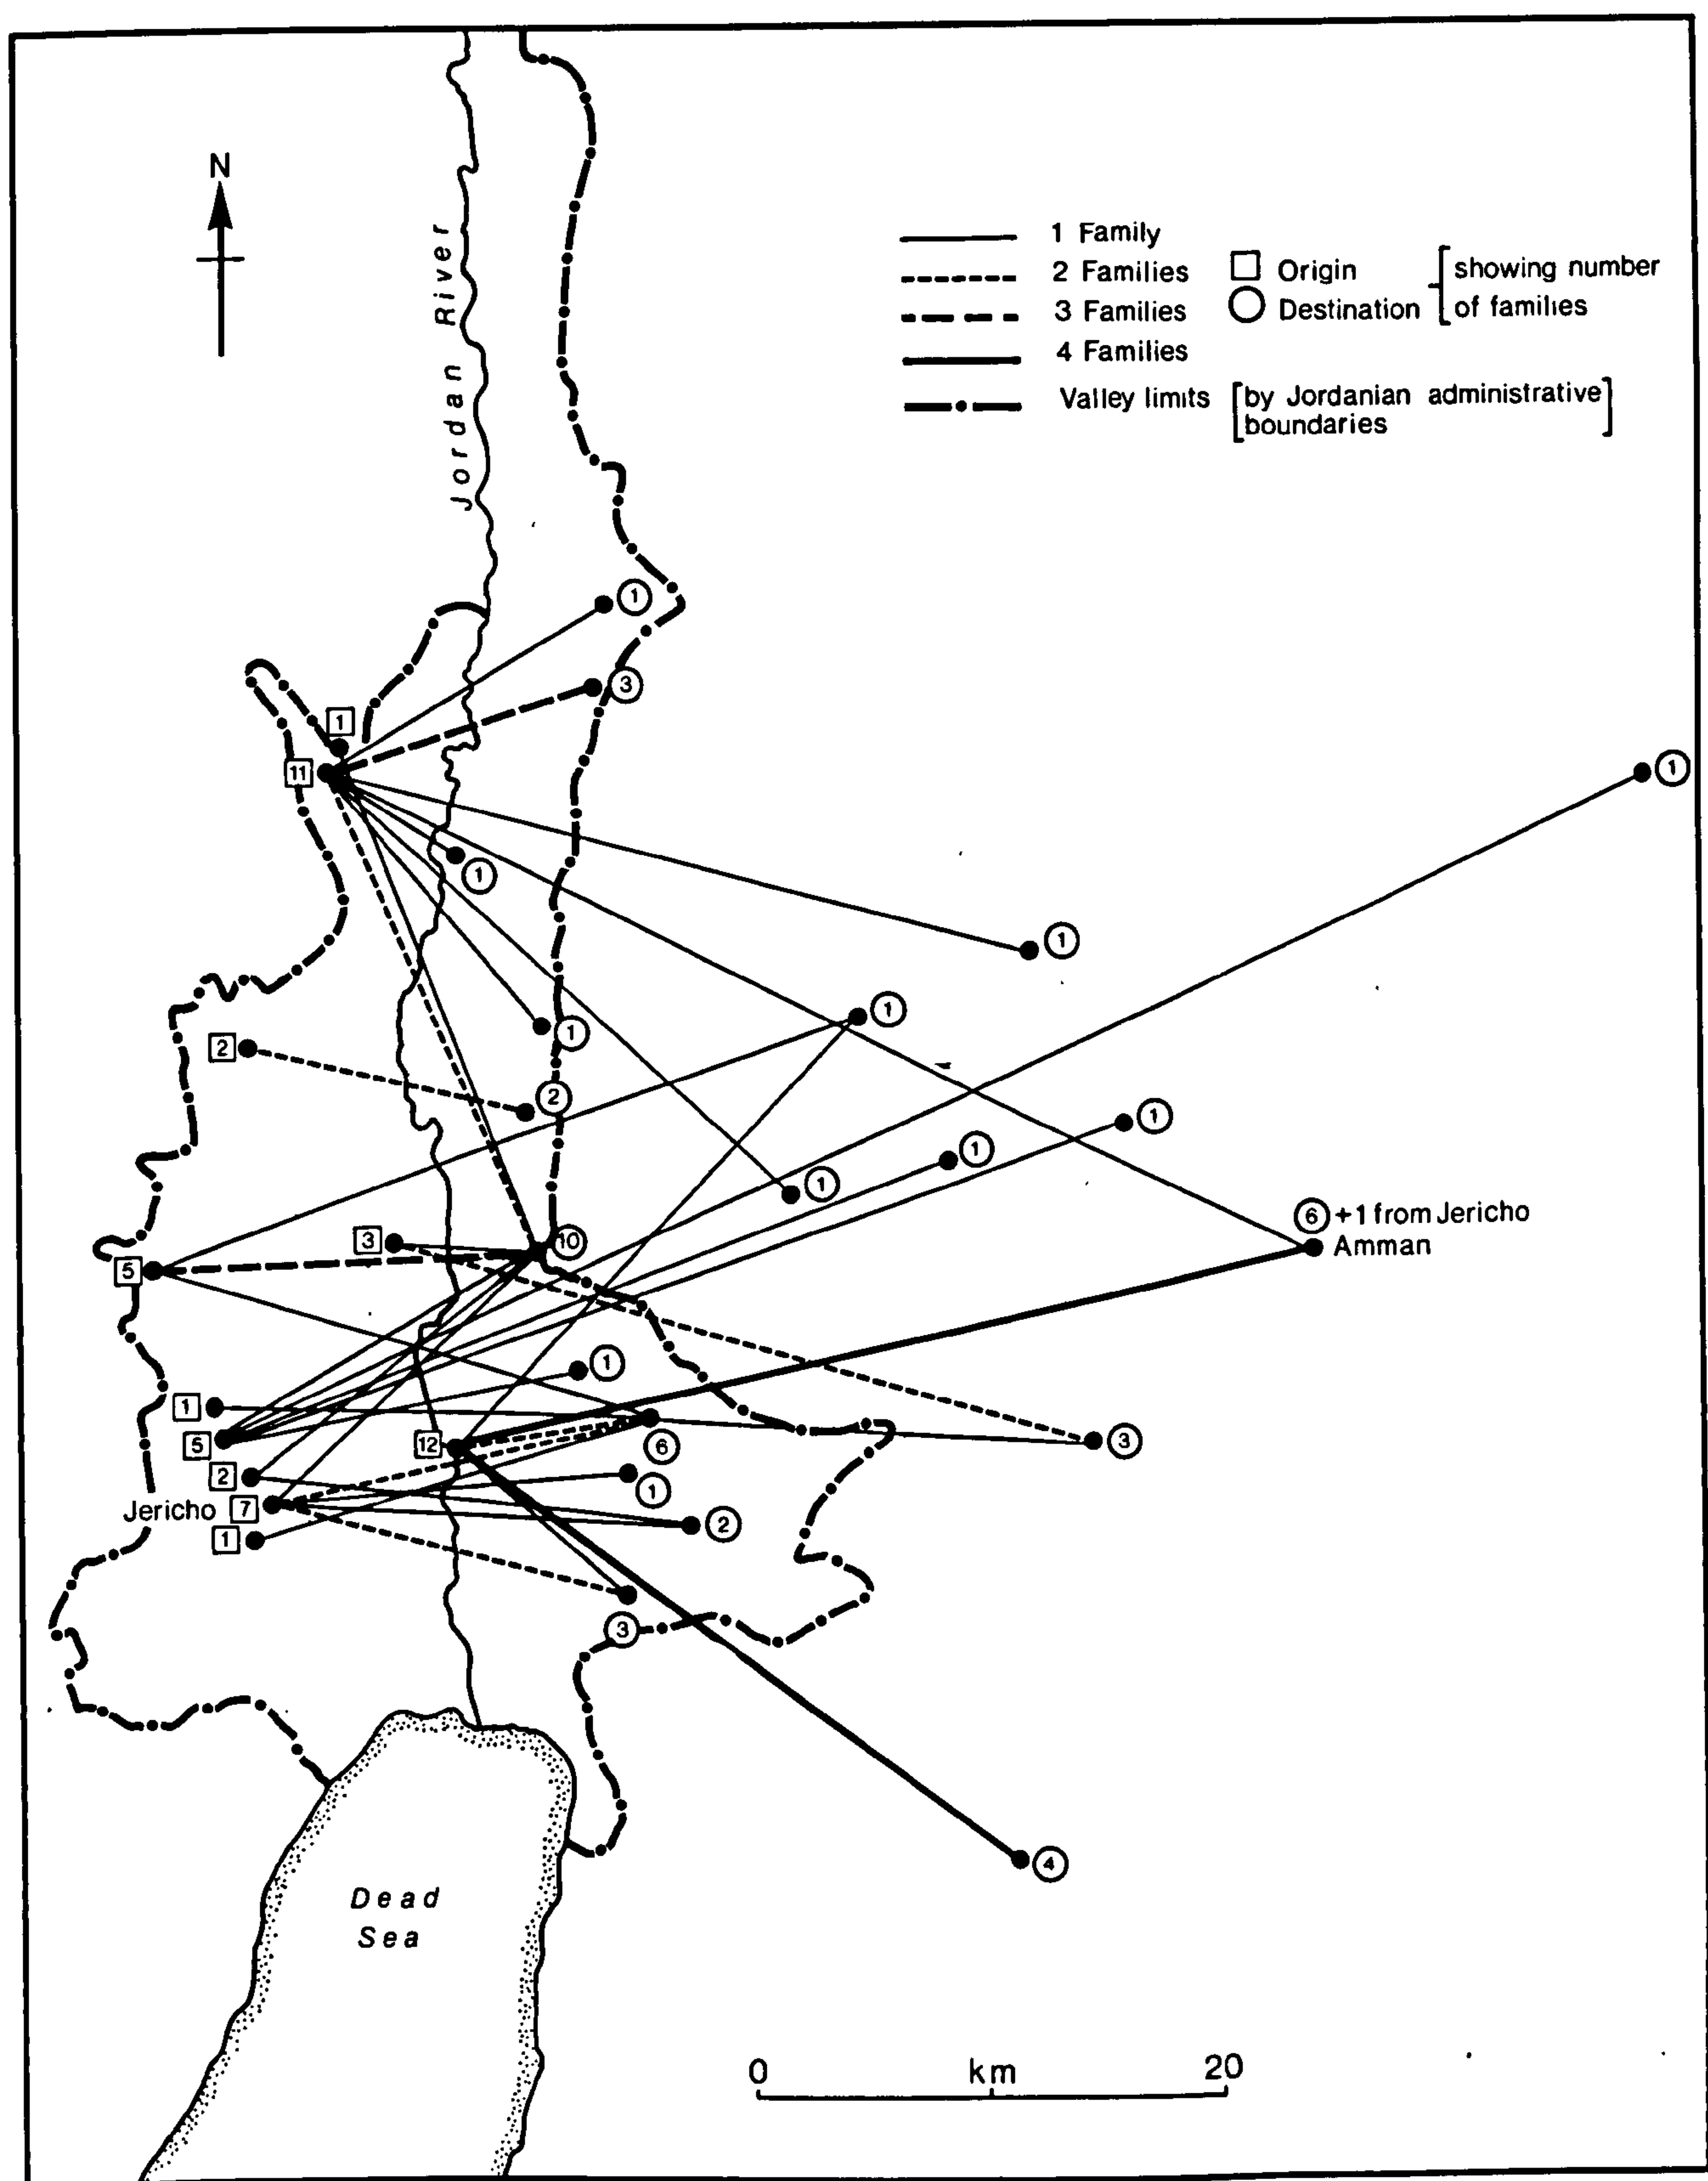 N
Jordan River
1 Family
2 Families
3 Families
4 Families
Origin
Destination
showing number
of families
Valley limits [by Jordanian administrative
boundaries]
1
3
1
11
1
1
1
1
1
2
2
1
1
1
6 +1 from Jericho
Amman
3
10
5
1
1
5
12
6
3
2
1
Jericho 7
2
1
3
4
Dead
Sea
0 km 20